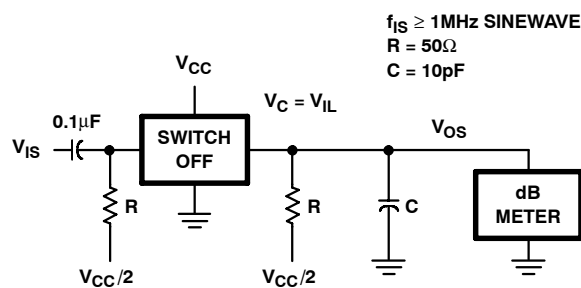 f_IS ≥ 1MHz SINEWAVE
R = 50Ω
C = 10pF
V_CC
V_C = V_IL
0.1μF
V_IS
SWITCH
OFF
V_OS
R
R
C
dB
METER
V_CC/2
V_CC/2